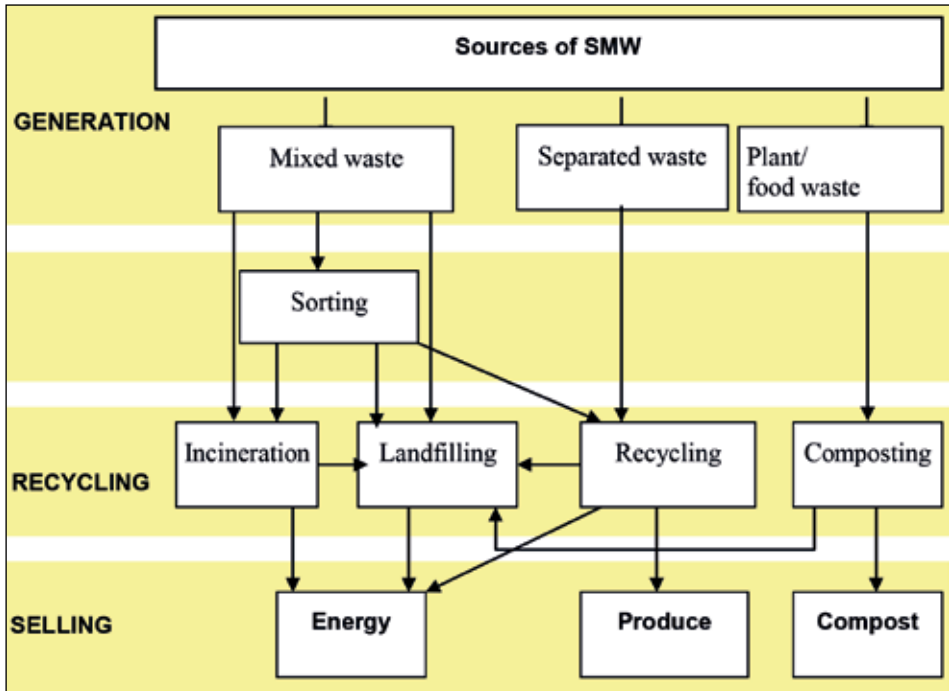 Sources of SMW
GENERATION
Mixed waste
Separated waste
Plant/
food waste
Sorting
Incineration
Landfilling
Recycling
Composting
RECYCLING
Energy
Produce
Compost
SELLING